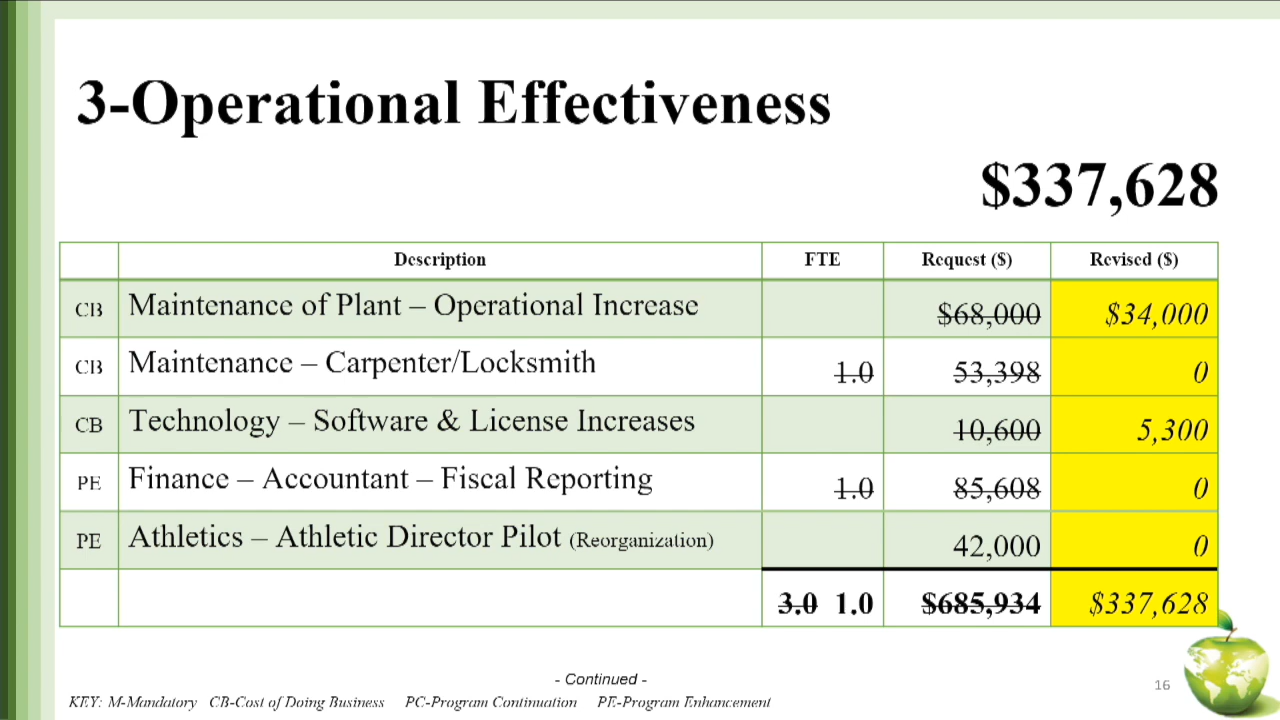 3-Operational Effectiveness
$337,628
Description FTE Request ($) Revised ($)
CB Maintenance of Plant – Operational Increase $68,000 $34,000
CB Maintenance – Carpenter/Locksmith 1.0 53,398 0
CB Technology – Software & License Increases 10,600 5,300
PE Finance – Accountant – Fiscal Reporting 1.0 85,608 0
PE Athletics – Athletic Director Pilot (Reorganization) 42,000 0
3.0 1.0 $685,934 $337,628
- Continued -
16
KEY: M-Mandatory CB-Cost of Doing Business PC-Program Continuation PE-Program Enhancement